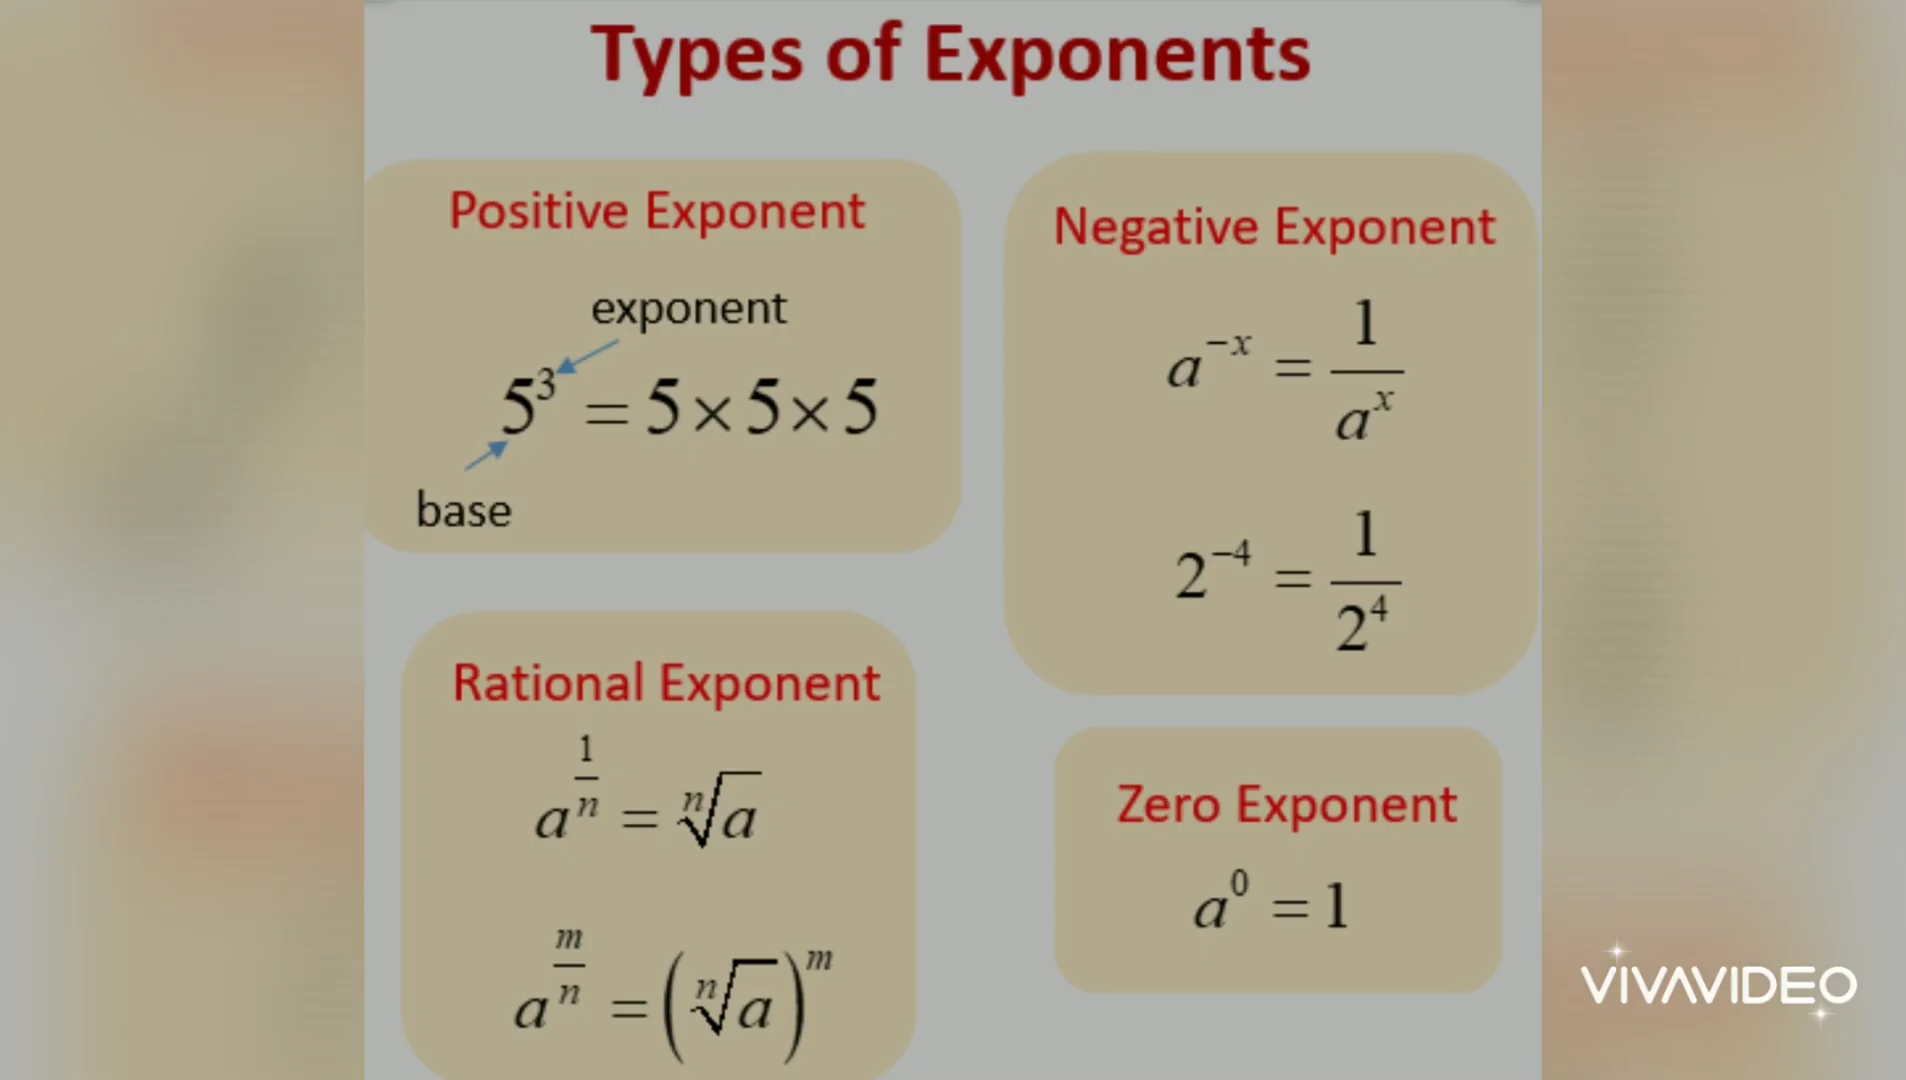 Types of Exponents
Positive Exponent
exponent
5³ = 5 × 5 × 5
base
Negative Exponent
a⁻ˣ = 1/aˣ
2⁻⁴ = 1/2⁴
Rational Exponent
a^(1/n) = ⁿ√a
a^(m/n) = (ⁿ√a)^m
Zero Exponent
a⁰ = 1
VIVAVIDEO